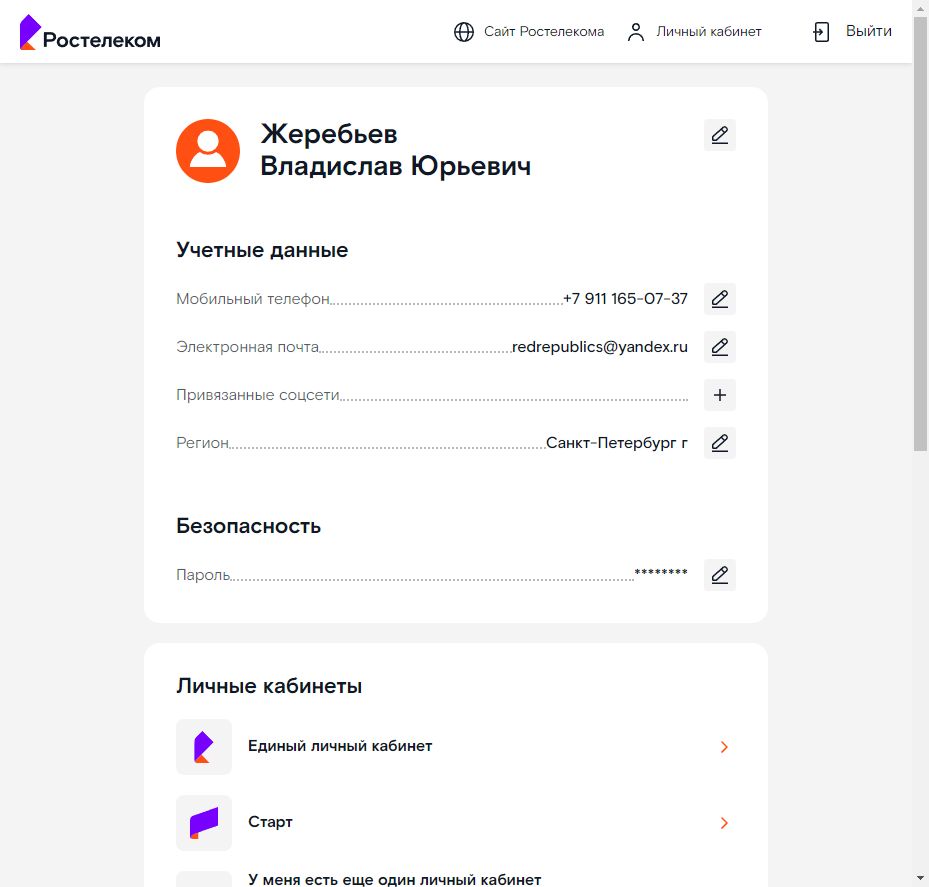 Ростелеком
Сайт Ростелекома
Личный кабинет
Выйти
Жеребьев
Владислав Юрьевич
Учетные данные
Мобильный телефон +7 911 165-07-37
Электронная почта redrepublics@yandex.ru
Привязанные соцсети
Регион Санкт-Петербург г
Безопасность
Пароль ********
Личные кабинеты
Единый личный кабинет
Старт
У меня есть еще один личный кабинет